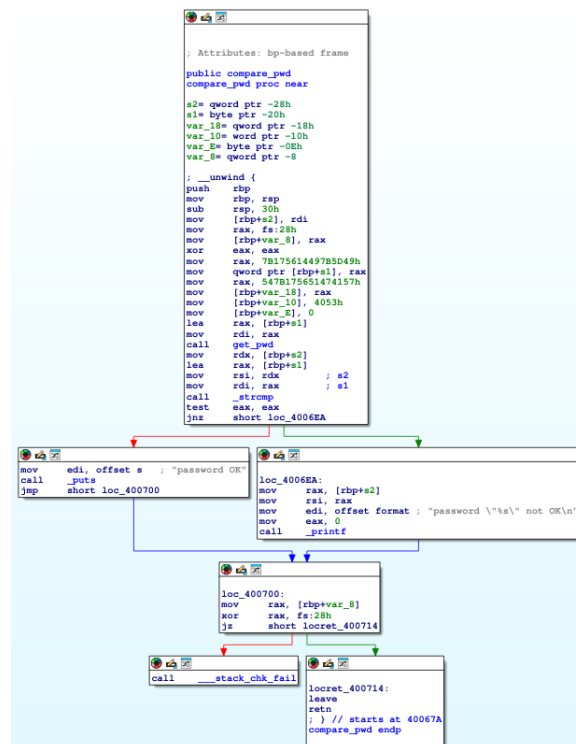 ; Attributes: bp-based frame
public compare_pwd
compare_pwd proc near
s2= qword ptr -28h
s1= byte ptr -20h
var_18= qword ptr -18h
var_10= word ptr -10h
var_E= byte ptr -0Eh
var_8= qword ptr -8
; __unwind {
push rbp
mov rbp, rsp
sub rsp, 30h
mov [rbp+s2], rdi
mov rax, fs:28h
mov [rbp+var_8], rax
xor eax, eax
mov rax, 7B175614497B5D49h
mov qword ptr [rbp+s1], rax
mov rax, 547B175651474157h
mov [rbp+var_18], rax
mov [rbp+var_10], 4053h
mov [rbp+var_E], 0
lea rax, [rbp+s1]
mov rdi, rax
call get_pwd
mov rdx, [rbp+s2]
lea rax, [rbp+s1]
mov rsi, rdx ; s2
mov rdi, rax ; s1
call _strcmp
test eax, eax
jnz short loc_4006EA
mov edi, offset s ; "password OK"
call _puts
jmp short loc_400700
loc_4006EA:
mov rax, [rbp+s2]
mov rsi, rax
mov edi, offset format ; "password \"%s\" not OK\n"
mov eax, 0
call _printf
loc_400700:
mov rax, [rbp+var_8]
xor rax, fs:28h
jz short locret_400714
call ___stack_chk_fail
locret_400714:
leave
retn
; } // starts at 40067A
compare_pwd endp